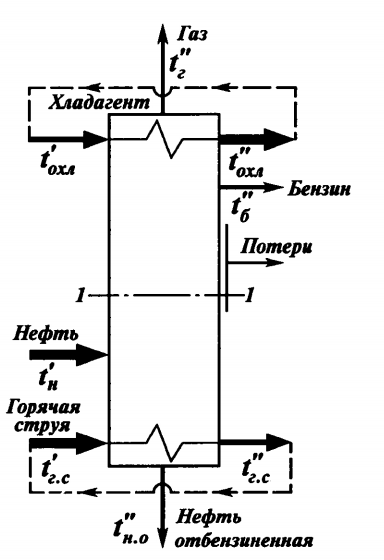 Газ
t″г
Хладагент
t′охл
t″охл
Бензин
t″б
Потери
1
1
Нефть
t′н
Горячая
струя
t′г.с
t″г.с
t″н.о
Нефть
отбензиненная